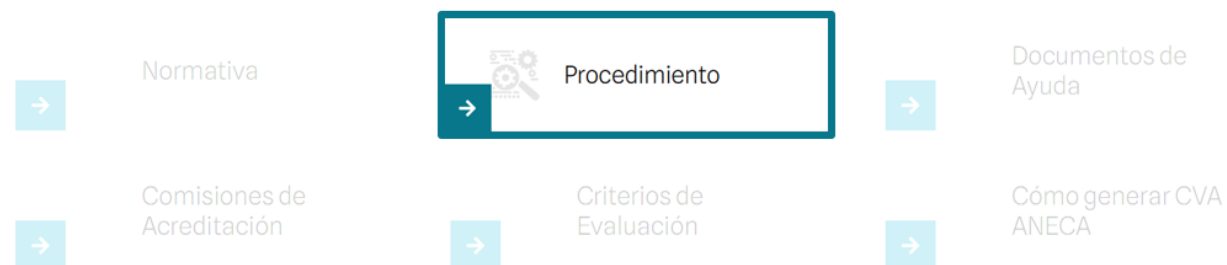 Normativa
Procedimiento
Documentos de
Ayuda
Comisiones de
Acreditación
Criterios de
Evaluación
Cómo generar CVA
ANECA